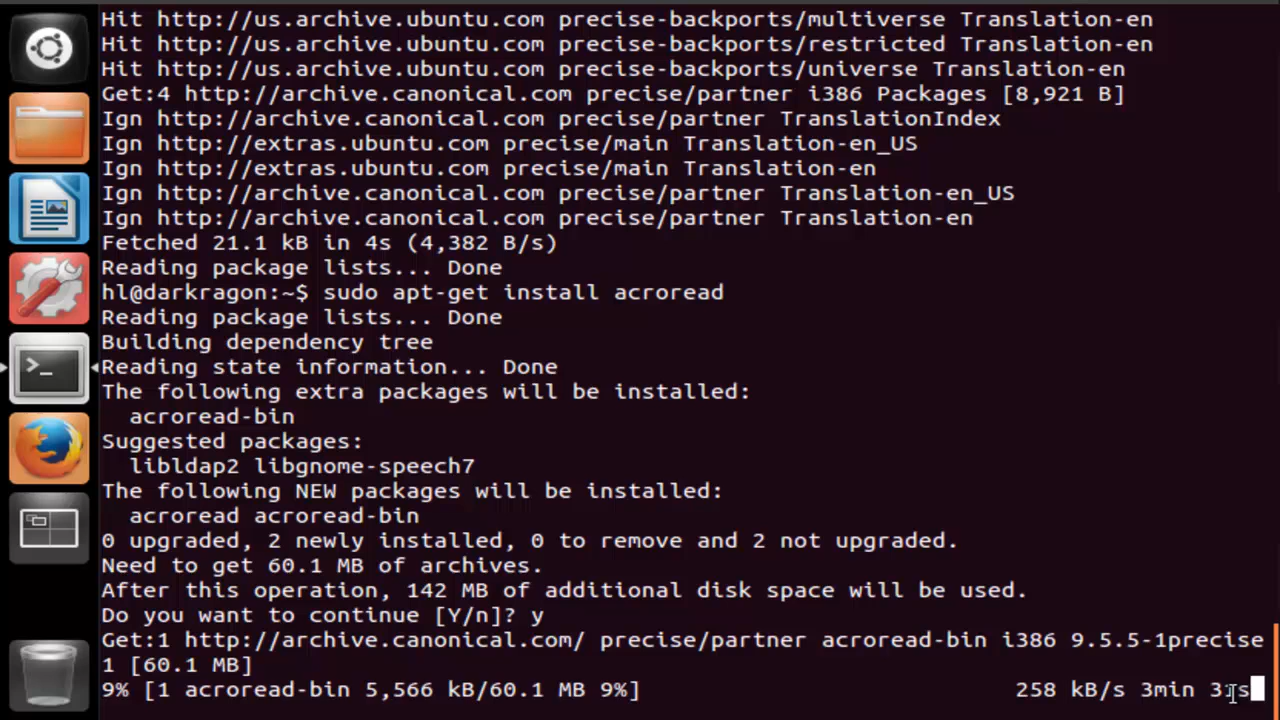 Hit http://us.archive.ubuntu.com precise-backports/multiverse Translation-en
Hit http://us.archive.ubuntu.com precise-backports/restricted Translation-en
Hit http://us.archive.ubuntu.com precise-backports/universe Translation-en
Get:4 http://archive.canonical.com precise/partner i386 Packages [8,921 B]
Ign http://archive.canonical.com precise/partner TranslationIndex
Ign http://extras.ubuntu.com precise/main Translation-en_US
Ign http://extras.ubuntu.com precise/main Translation-en
Ign http://archive.canonical.com precise/partner Translation-en_US
Ign http://archive.canonical.com precise/partner Translation-en
Fetched 21.1 kB in 4s (4,382 B/s)
Reading package lists... Done
hl@darkragon:~$ sudo apt-get install acroread
Reading package lists... Done
Building dependency tree
Reading state information... Done
The following extra packages will be installed:
  acroread-bin
Suggested packages:
  libldap2 libgnome-speech7
The following NEW packages will be installed:
  acroread acroread-bin
0 upgraded, 2 newly installed, 0 to remove and 2 not upgraded.
Need to get 60.1 MB of archives.
After this operation, 142 MB of additional disk space will be used.
Do you want to continue [Y/n]? y
Get:1 http://archive.canonical.com/ precise/partner acroread-bin i386 9.5.5-1precise
1 [60.1 MB]
9% [1 acroread-bin 5,566 kB/60.1 MB 9%] 258 kB/s 3min